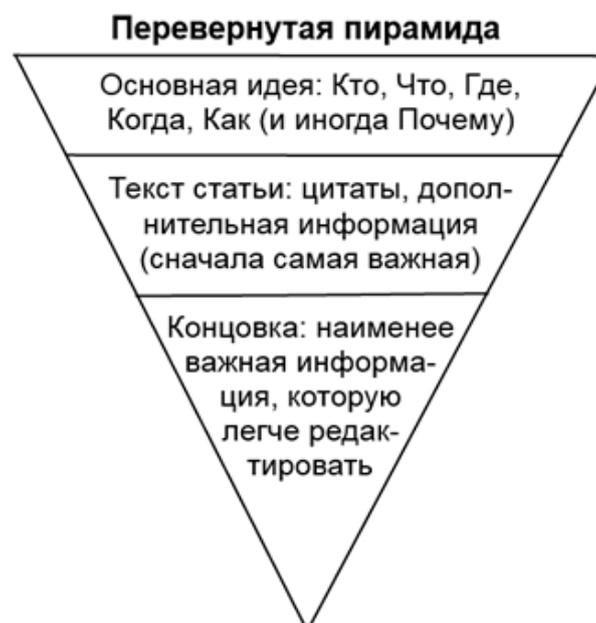 Перевернутая пирамида
Основная идея: Кто, Что, Где,
Когда, Как (и иногда Почему)
Текст статьи: цитаты, допол-
нительная информация
(сначала самая важная)
Концовка: наименее
важная информа-
ция, которую
легче редак-
тировать